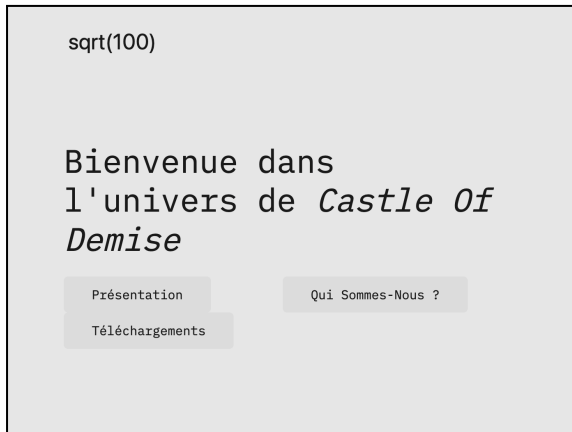 sqrt(100)
Bienvenue dans
l'univers de Castle Of
Demise
Présentation
Qui Sommes-Nous ?
Téléchargements